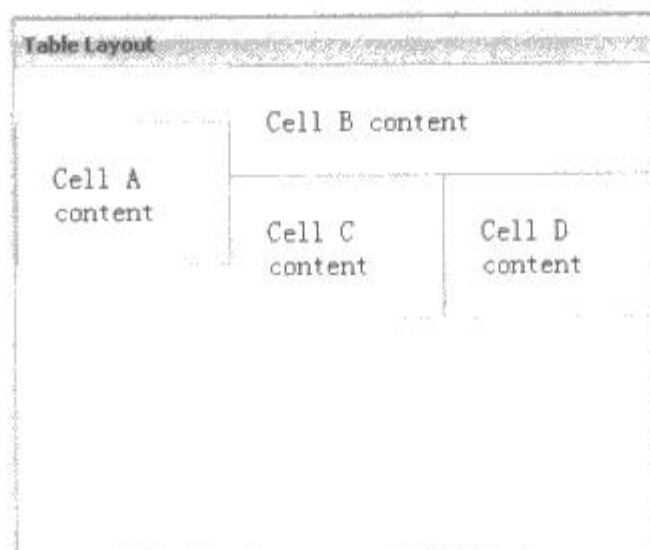 Table Layout
Cell B content
Cell A
content
Cell C
content
Cell D
content